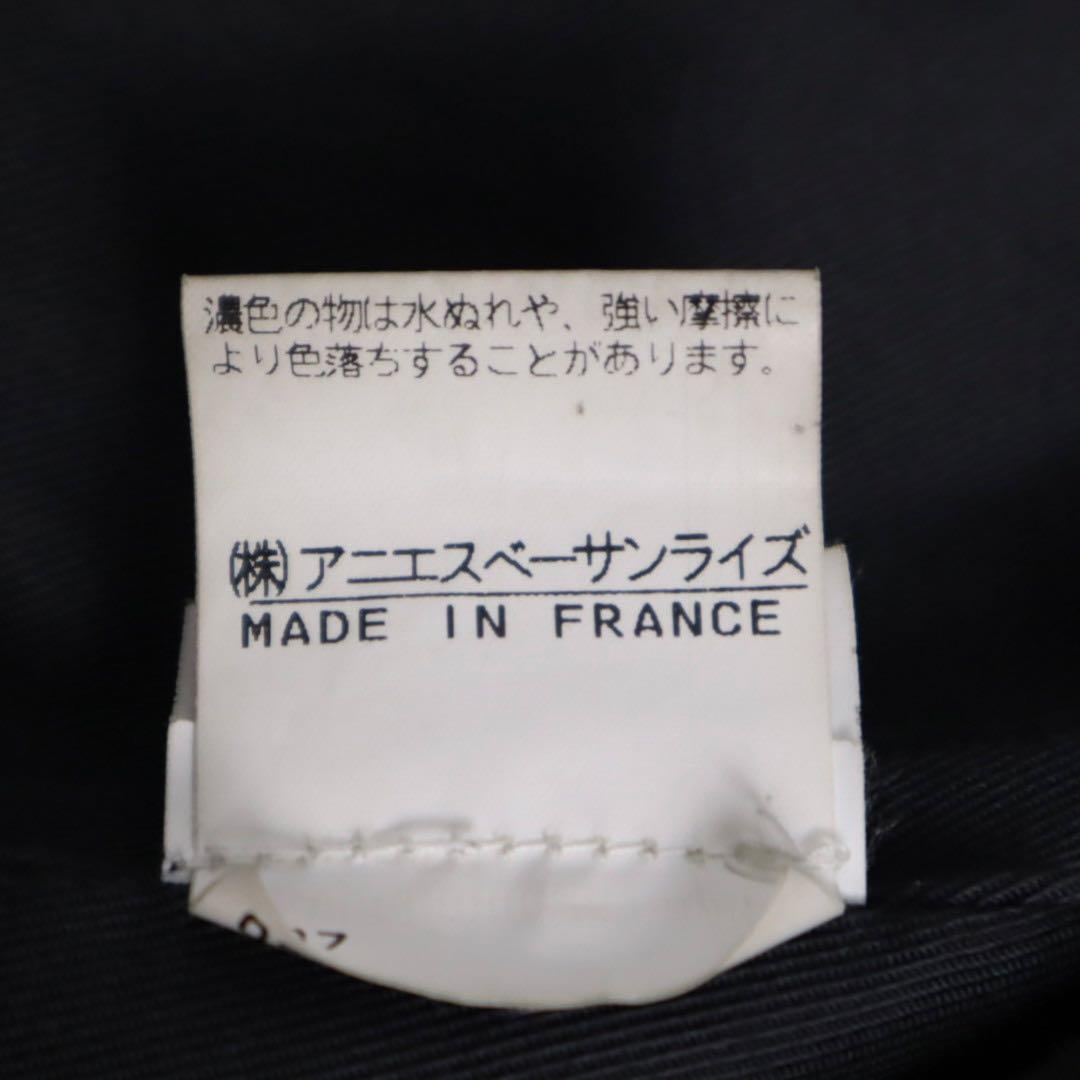 濃色の物は水ぬれや、強い摩擦に
より色落ちすることがあります。
(株)アニエスベーサンライズ
MADE IN FRANCE